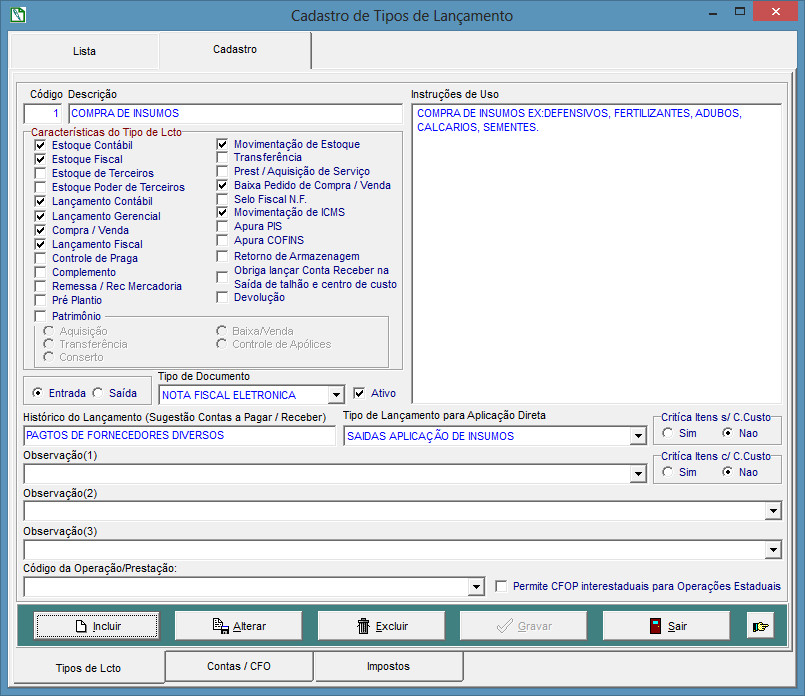 Cadastro de Tipos de Lançamento
Lista
Cadastro
Código Descrição
1 COMPRA DE INSUMOS
Características do Tipo de Lcto
Estoque Contábil
Estoque Fiscal
Estoque de Terceiros
Estoque Poder de Terceiros
Lançamento Contábil
Lançamento Gerencial
Compra / Venda
Lançamento Fiscal
Controle de Praga
Complemento
Remessa / Rec Mercadoria
Pré Plantio
Movimentação de Estoque
Transferência
Prest / Aquisição de Serviço
Baixa Pedido de Compra / Venda
Selo Fiscal N.F.
Movimentação de ICMS
Apura PIS
Apura COFINS
Retorno de Armazenagem
Obriga lançar Conta Receber na
Saída de talhão e centro de custo
Devolução
Patrimônio
Aquisição
Transferência
Conserto
Baixa/Venda
Controle de Apólices
Instruções de Uso
COMPRA DE INSUMOS EX:DEFENSIVOS, FERTILIZANTES, ADUBOS,
CALCARIOS, SEMENTES.
Entrada Saída
Tipo de Documento
NOTA FISCAL ELETRONICA
Ativo
Histórico do Lançamento (Sugestão Contas a Pagar / Receber)
PAGTOS DE FORNECEDORES DIVERSOS
Tipo de Lançamento para Aplicação Direta
SAIDAS APLICAÇÃO DE INSUMOS
Critíca Itens s/ C.Custo
Sim Nao
Observação(1)
Critíca Itens c/ C.Custo
Sim Nao
Observação(2)
Observação(3)
Código da Operação/Prestação:
Permite CFOP interestaduais para Operações Estaduais
Incluir
Alterar
Excluir
Gravar
Sair
Tipos de Lcto
Contas / CFO
Impostos